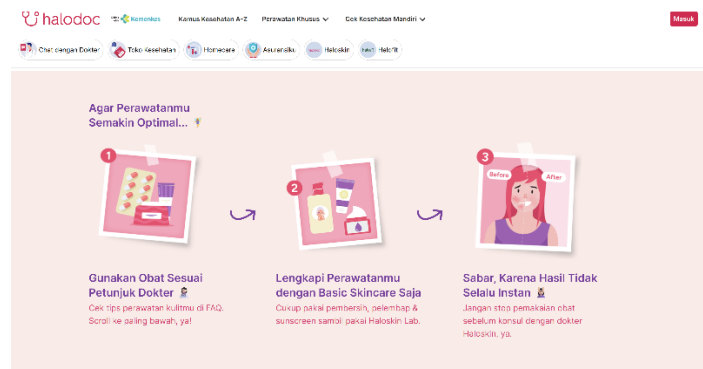 halodoc
Kemenkes
Kamus Kesehatan A-Z
Perawatan Khusus
Cek Kesehatan Mandiri
Masuk
Chat dengan Dokter
Toko Kesehatan
Homecare
Asuransiku
Haloskin
Halofit
Agar Perawatanmu
Semakin Optimal...
1
2
3
Before
After
Gunakan Obat Sesuai
Petunjuk Dokter
Cek tips perawatan kulitmu di FAQ.
Scroll ke paling bawah, ya!
Lengkapi Perawatanmu
dengan Basic Skincare Saja
Cukup pakai pembersih, pelembap &
sunscreen sambil pakai Haloskin Lab.
Sabar, Karena Hasil Tidak
Selalu Instan
Jangan stop pemakaian obat
sebelum konsul dengan dokter
Haloskin, ya.